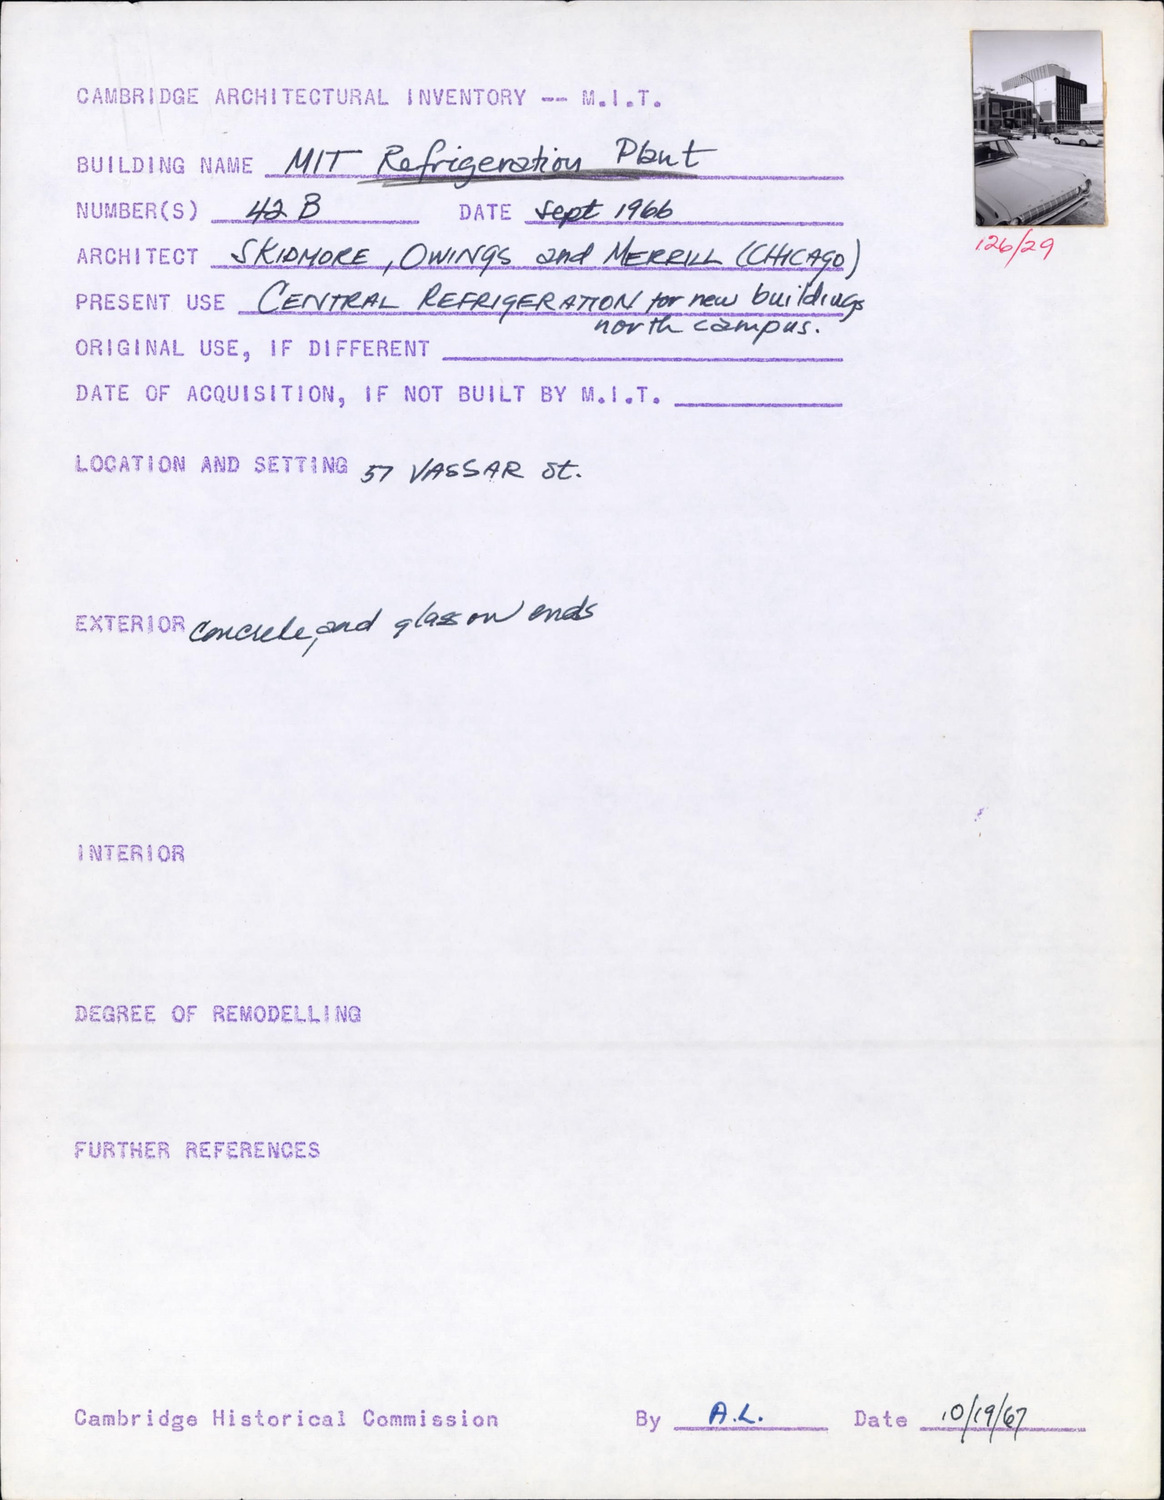 CAMBRIDGE ARCHITECTURAL INVENTORY -- M.I.T.
BUILDING NAME MIT Refrigeration Plant
NUMBER(S) 42 B DATE Sept 1966
126/29
ARCHITECT SKIDMORE, OWINGS and MERRILL (CHICAGO)
PRESENT USE CENTRAL REFRIGERATION for new buildings
north campus.
ORIGINAL USE, IF DIFFERENT
DATE OF ACQUISITION, IF NOT BUILT BY M.I.T.
LOCATION AND SETTING 57 VASSAR St.
EXTERIOR Concrete, and glass on ends
INTERIOR
DEGREE OF REMODELLING
FURTHER REFERENCES
Cambridge Historical Commission By A.L. Date 10/19/67